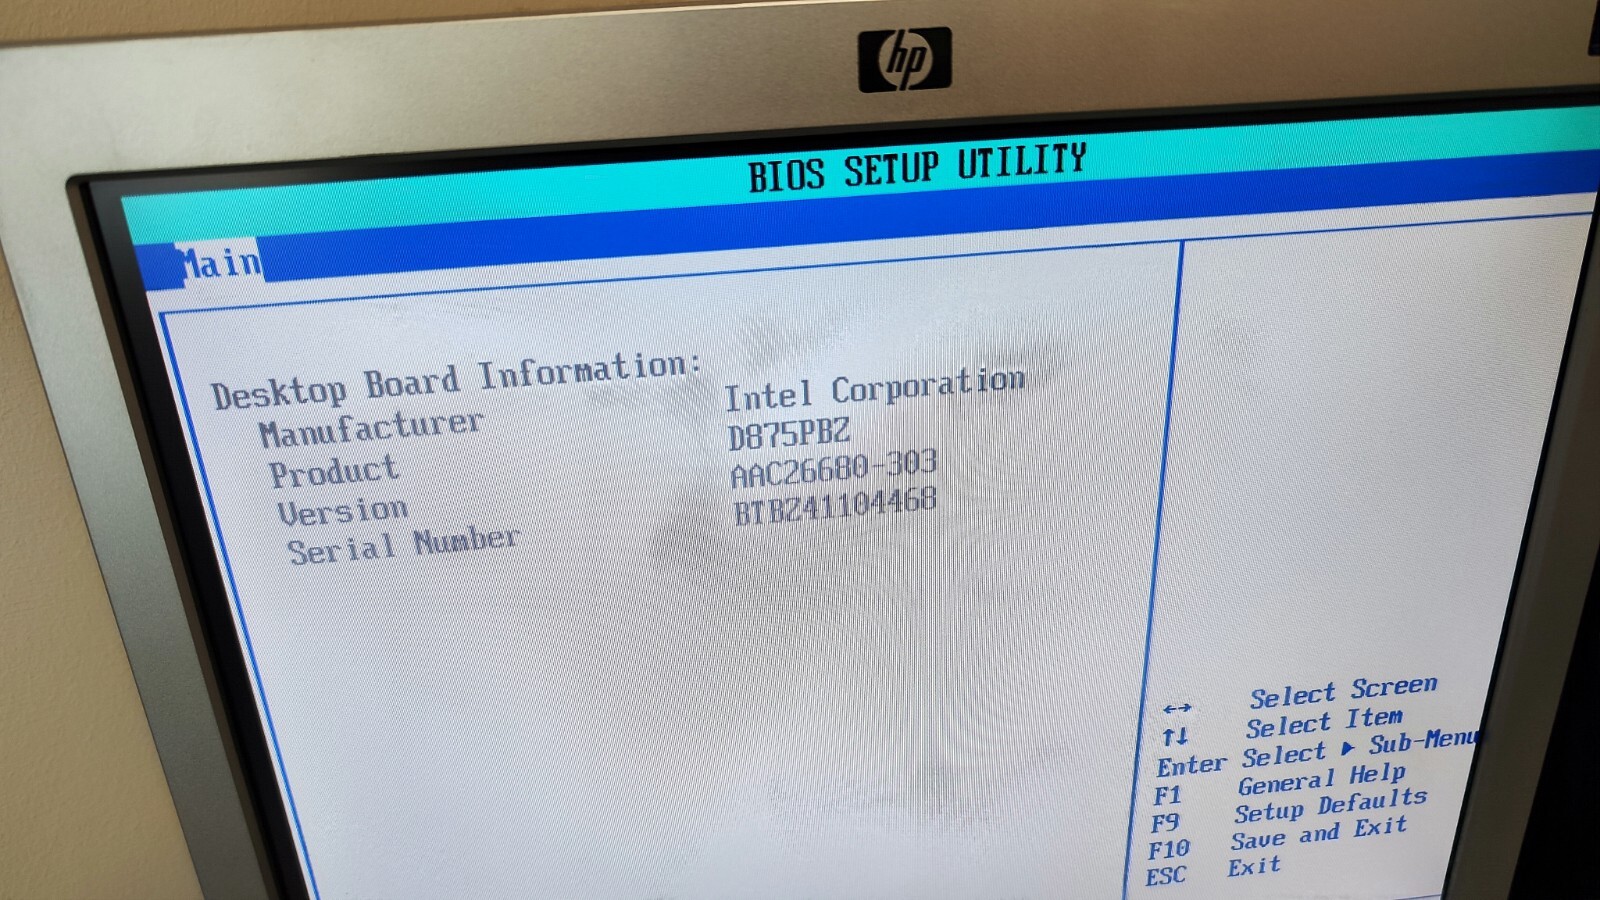 hp
BIOS SETUP UTILITY
Main
Desktop Board Information:
Manufacturer Intel Corporation
Product D875PBZ
Version AAC26680-303
Serial Number BTBZ41104468
↔ Select Screen
↑↓ Select Item
Enter Select ► Sub-Menu
F1 General Help
F9 Setup Defaults
F10 Save and Exit
ESC Exit